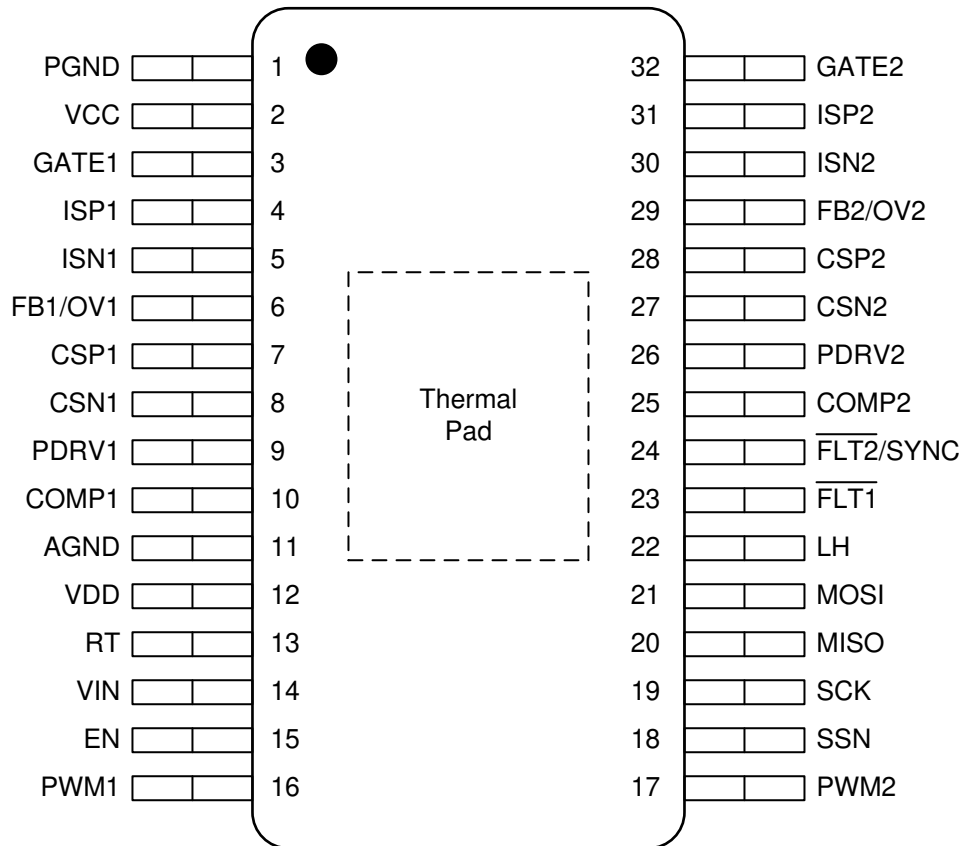 PGND 1 32 GATE2
VCC 2 31 ISP2
GATE1 3 30 ISN2
ISP1 4 29 FB2/OV2
ISN1 5 28 CSP2
FB1/OV1 6 27 CSN2
CSP1 7 26 PDRV2
CSN1 8 25 COMP2
PDRV1 9 24 F̅L̅T̅2̅/SYNC
COMP1 10 23 F̅L̅T̅1̅
AGND 11 22 LH
VDD 12 21 MOSI
RT 13 20 MISO
VIN 14 19 SCK
EN 15 18 SSN
PWM1 16 17 PWM2
Thermal
Pad